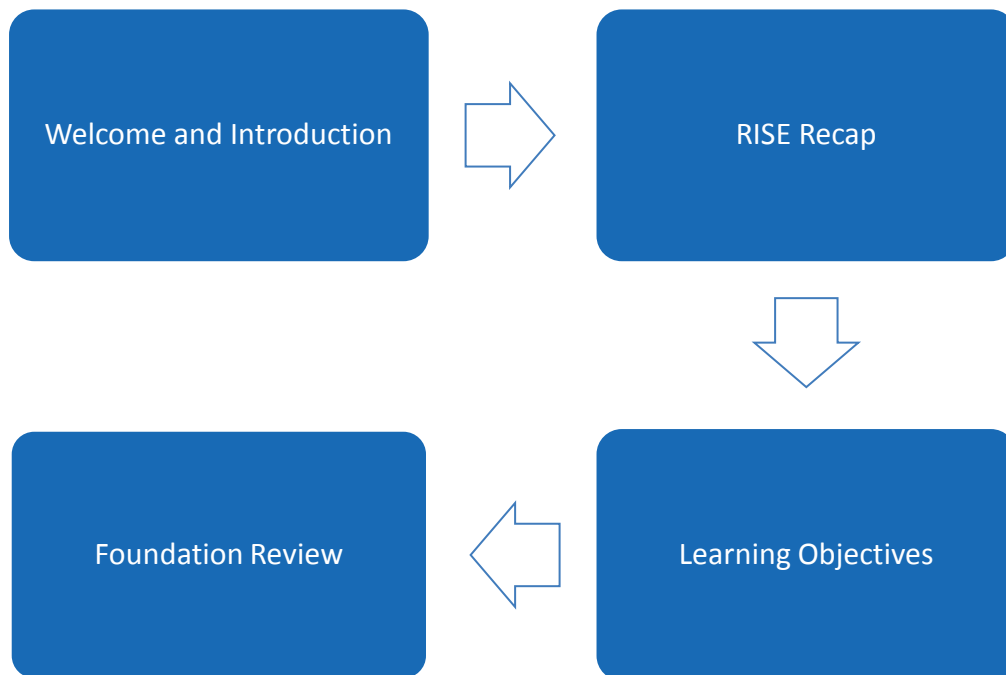 Welcome and Introduction
RISE Recap
Learning Objectives
Foundation Review